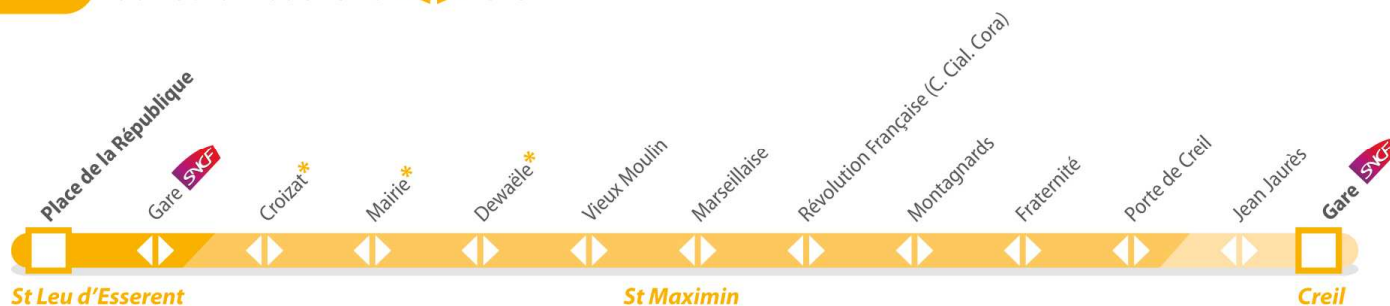 Place de la République
Gare SNCF
Croizat*
Mairie*
Dewaële*
Vieux Moulin
Marseillaise
Révolution Française (C. Cial. Cora)
Montagnards
Fraternité
Porte de Creil
Jean Jaurès
Gare SNCF
St Leu d'Esserent
St Maximin
Creil